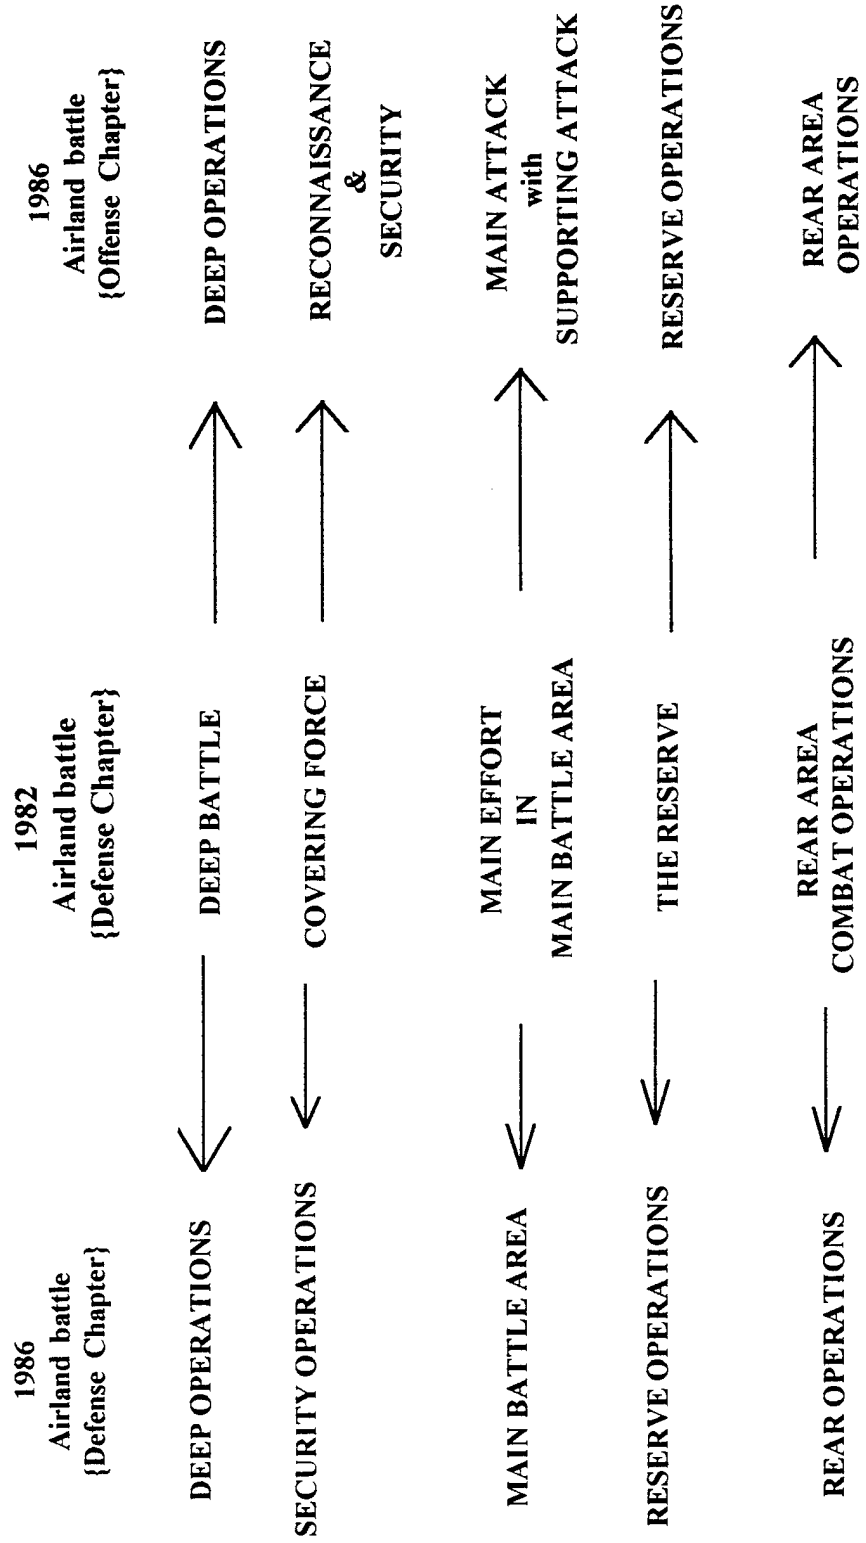 1986
Airland battle
{Defense Chapter}
DEEP OPERATIONS
SECURITY OPERATIONS
MAIN BATTLE AREA
RESERVE OPERATIONS
REAR OPERATIONS
1982
Airland battle
{Defense Chapter}
DEEP BATTLE
COVERING FORCE
MAIN EFFORT
IN
MAIN BATTLE AREA
THE RESERVE
REAR AREA
COMBAT OPERATIONS
1986
Airland battle
{Offense Chapter}
DEEP OPERATIONS
RECONNAISSANCE
&
SECURITY
MAIN ATTACK
with
SUPPORTING ATTACK
RESERVE OPERATIONS
REAR AREA
OPERATIONS